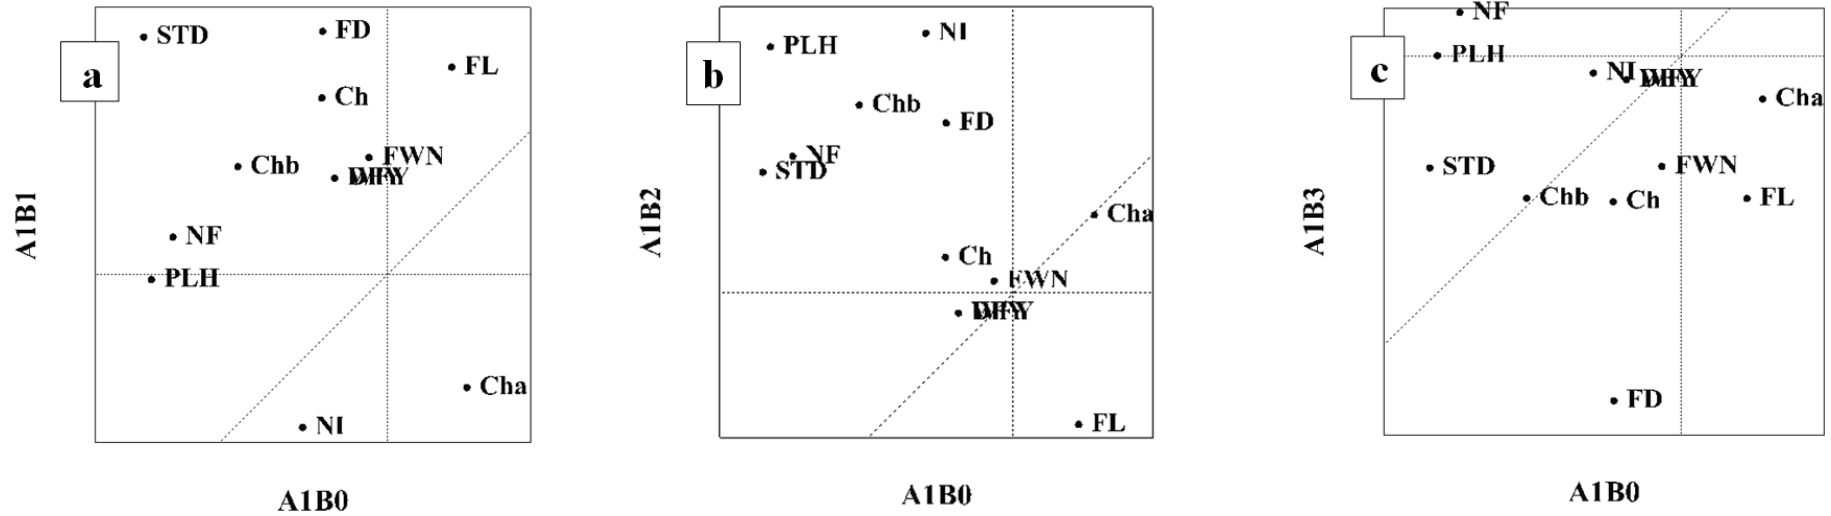 a
STD
FD
FL
Ch
FWN
Chb
NF
PLH
Cha
NI
A1B1
A1B0
b
NI
PLH
Chb
FD
NF
STD
Cha
Ch
FWN
FL
A1B2
A1B0
c
NF
PLH
NI
Cha
STD
FWN
Chb
Ch
FL
FD
A1B3
A1B0